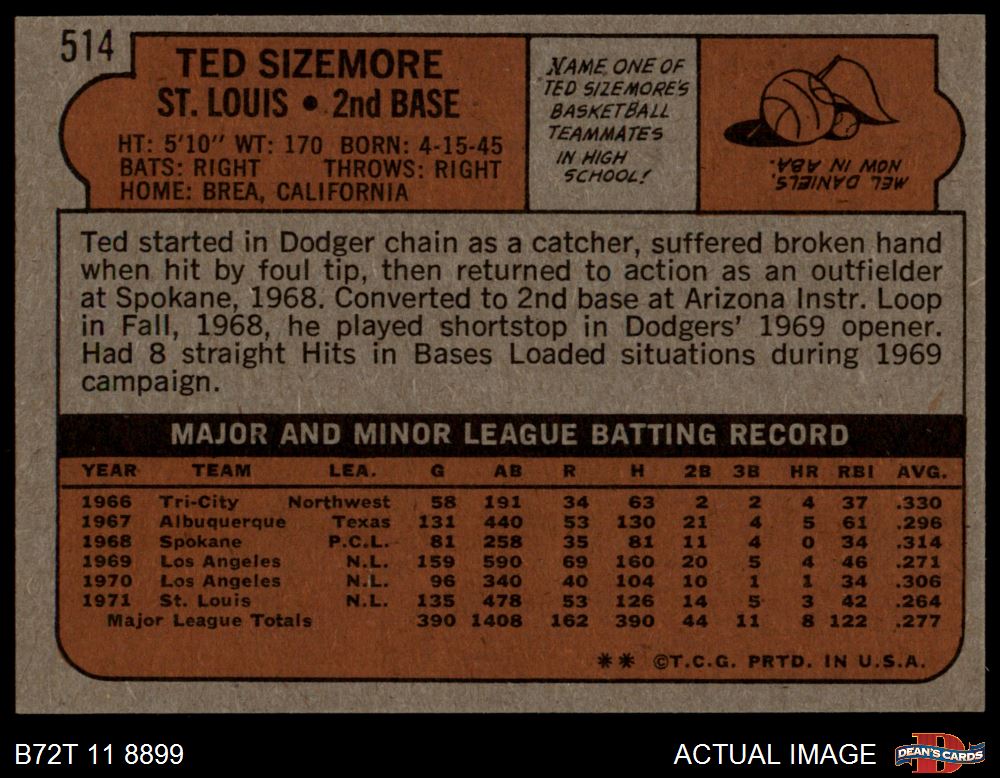 514
TED SIZEMORE
ST. LOUIS • 2nd BASE
HT: 5'10" WT: 170 BORN: 4-15-45
BATS: RIGHT THROWS: RIGHT
HOME: BREA, CALIFORNIA
NAME ONE OF
TED SIZEMORE'S
BASKETBALL
TEAMMATES
IN HIGH
SCHOOL!
MEL DANIELS,
NOW IN ABA.
Ted started in Dodger chain as a catcher, suffered broken hand
when hit by foul tip, then returned to action as an outfielder
at Spokane, 1968. Converted to 2nd base at Arizona Instr. Loop
in Fall, 1968, he played shortstop in Dodgers' 1969 opener.
Had 8 straight Hits in Bases Loaded situations during 1969
campaign.
MAJOR AND MINOR LEAGUE BATTING RECORD
YEAR TEAM LEA. G AB R H 2B 3B HR RBI AVG.
1966 Tri-City Northwest 58 191 34 63 2 2 4 37 .330
1967 Albuquerque Texas 131 440 53 130 21 4 5 61 .296
1968 Spokane P.C.L. 81 258 35 81 11 4 0 34 .314
1969 Los Angeles N.L. 159 590 69 160 20 5 4 46 .271
1970 Los Angeles N.L. 96 340 40 104 10 1 1 34 .306
1971 St. Louis N.L. 135 478 53 126 14 5 3 42 .264
Major League Totals 390 1408 162 390 44 11 8 122 .277
** ©T.C.G. PRTD. IN U.S.A.
B72T 11 8899
ACTUAL IMAGE
D
DEAN'S CARDS